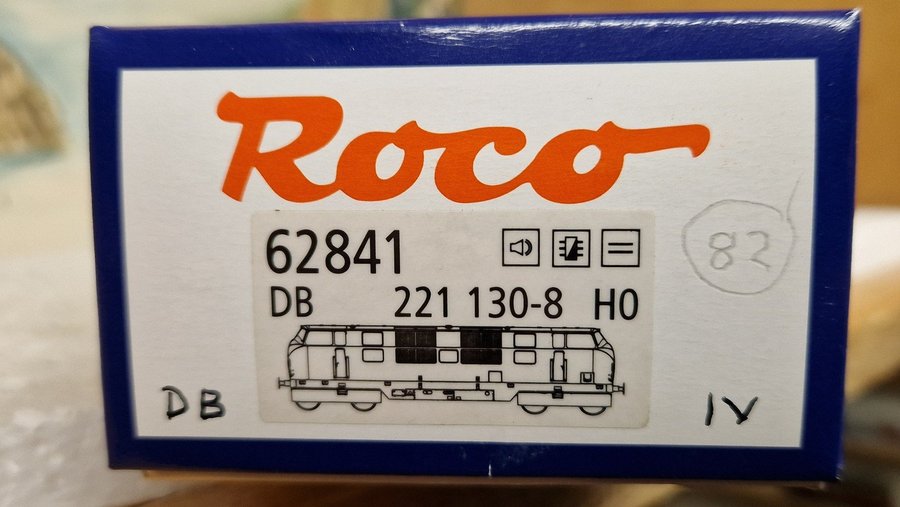 Roco
62841
DB 221 130-8 H0
82
DB
IV